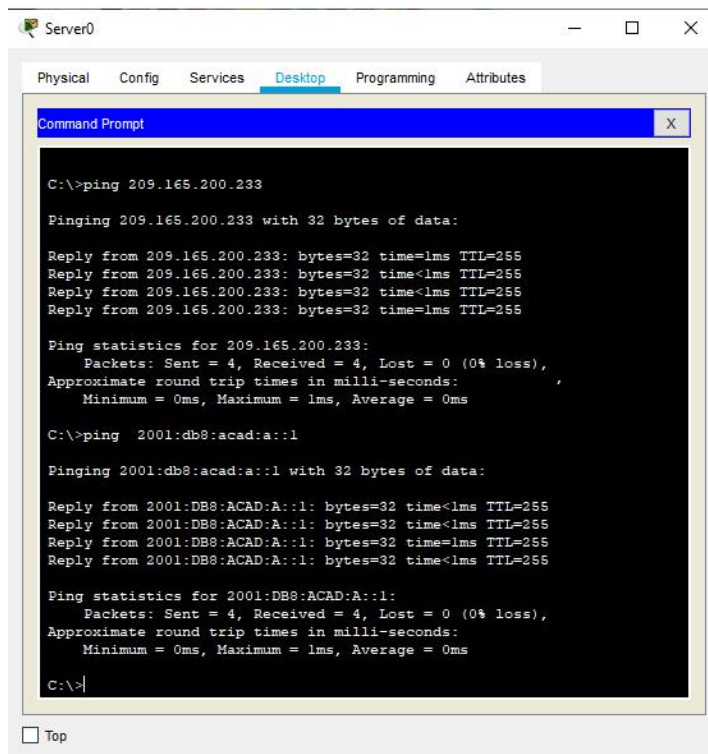 Server0
Physical Config Services Desktop Programming Attributes
Command Prompt X
C:\>ping 209.165.200.233
Pinging 209.165.200.233 with 32 bytes of data:
Reply from 209.165.200.233: bytes=32 time=1ms TTL=255
Reply from 209.165.200.233: bytes=32 time<1ms TTL=255
Reply from 209.165.200.233: bytes=32 time<1ms TTL=255
Reply from 209.165.200.233: bytes=32 time=1ms TTL=255
Ping statistics for 209.165.200.233:
Packets: Sent = 4, Received = 4, Lost = 0 (0% loss),
Approximate round trip times in milli-seconds:
Minimum = 0ms, Maximum = 1ms, Average = 0ms
C:\>ping  2001:db8:acad:a::1
Pinging 2001:db8:acad:a::1 with 32 bytes of data:
Reply from 2001:DB8:ACAD:A::1: bytes=32 time<1ms TTL=255
Reply from 2001:DB8:ACAD:A::1: bytes=32 time<1ms TTL=255
Reply from 2001:DB8:ACAD:A::1: bytes=32 time=1ms TTL=255
Reply from 2001:DB8:ACAD:A::1: bytes=32 time<1ms TTL=255
Ping statistics for 2001:DB8:ACAD:A::1:
Packets: Sent = 4, Received = 4, Lost = 0 (0% loss),
Approximate round trip times in milli-seconds:
Minimum = 0ms, Maximum = 1ms, Average = 0ms
C:\>
Top